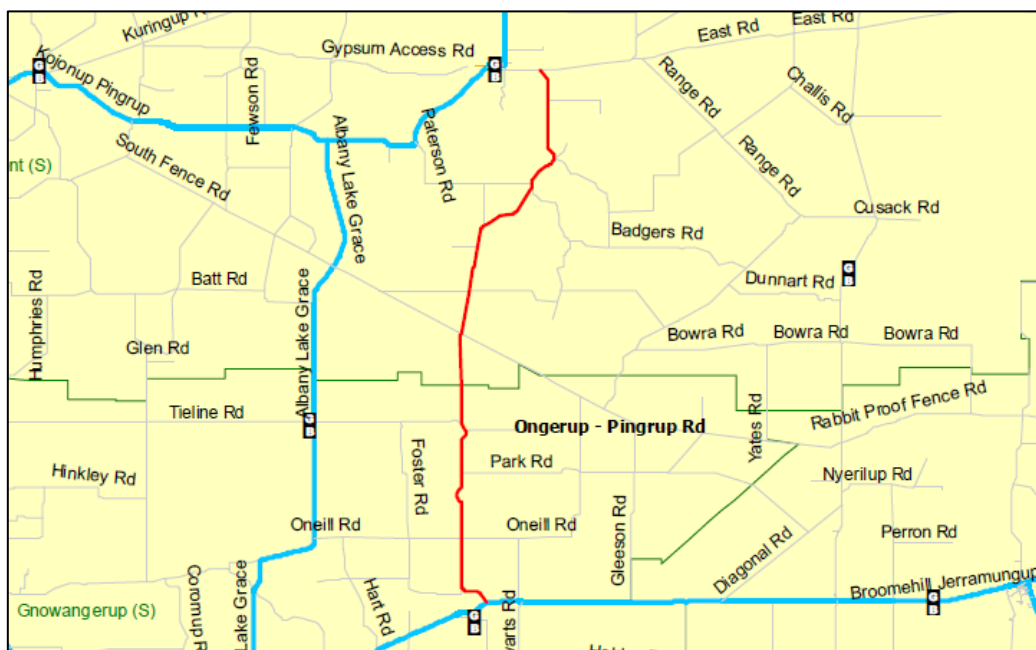 Kuringup R
East Rd
East Rd
Gypsum Access Rd
Kojonup Pingrup
Fewson Rd
Range Rd
Challis Rd
Albany Lake Grace
Paterson Rd
South Fence Rd
nt (S)
Range Rd
Cusack Rd
Badgers Rd
Batt Rd
Albany Lake Grace
Dunnart Rd
Humphries Rd
Glen Rd
Bowra Rd
Bowra Rd
Bowra Rd
Tieline Rd
Ongerup - Pingrup Rd
Yates Rd
Rabbit Proof Fence Rd
Hinkley Rd
Foster Rd
Park Rd
Nyerilup Rd
Oneill Rd
Oneill Rd
Gleeson Rd
Perron Rd
Diagonal Rd
Broomehill Jerramungup
Gnowangerup (S)
Coromup R
Lake Grace
Hart Rd
warts Rd